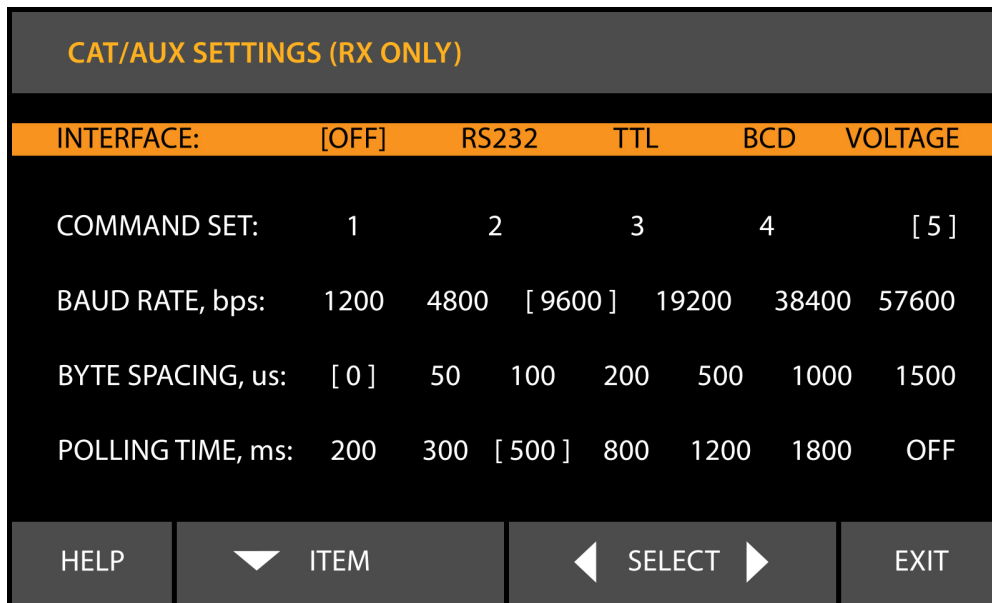 CAT/AUX SETTINGS (RX ONLY)
INTERFACE: [OFF] RS232 TTL BCD VOLTAGE
COMMAND SET: 1 2 3 4 [ 5 ]
BAUD RATE, bps: 1200 4800 [ 9600 ] 19200 38400 57600
BYTE SPACING, us: [ 0 ] 50 100 200 500 1000 1500
POLLING TIME, ms: 200 300 [ 500 ] 800 1200 1800 OFF
HELP ITEM SELECT EXIT